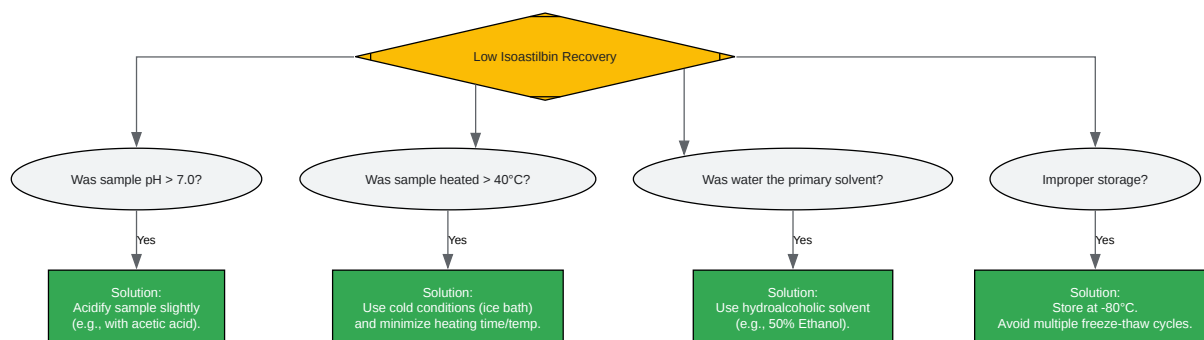 Low Isoastilbin Recovery
Was sample pH > 7.0?
Was sample heated > 40°C?
Was water the primary solvent?
Improper storage?
Yes
Yes
Yes
Yes
Solution:
Acidify sample slightly
(e.g., with acetic acid).
Solution:
Use cold conditions (ice bath)
and minimize heating time/temp.
Solution:
Use hydroalcoholic solvent
(e.g., 50% Ethanol).
Solution:
Store at -80°C.
Avoid multiple freeze-thaw cycles.